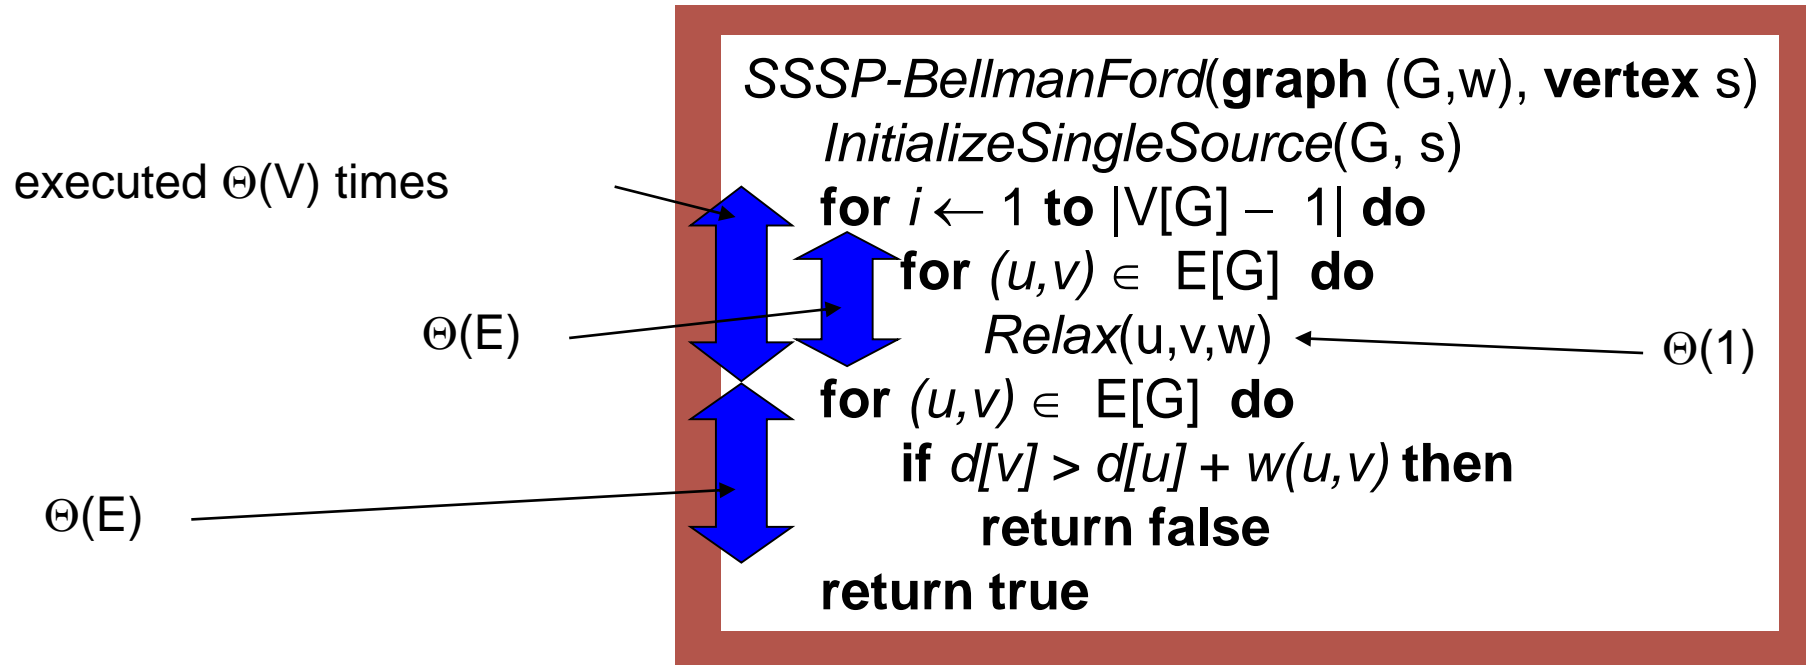 SSSP-BellmanFord(graph (G,w), vertex s)
InitializeSingleSource(G, s)
executed Θ(V) times
for i ← 1 to |V[G] − 1| do
for (u,v) ∈ E[G] do
Θ(E)
Relax(u,v,w)
Θ(1)
for (u,v) ∈ E[G] do
if d[v] > d[u] + w(u,v) then
Θ(E)
return false
return true